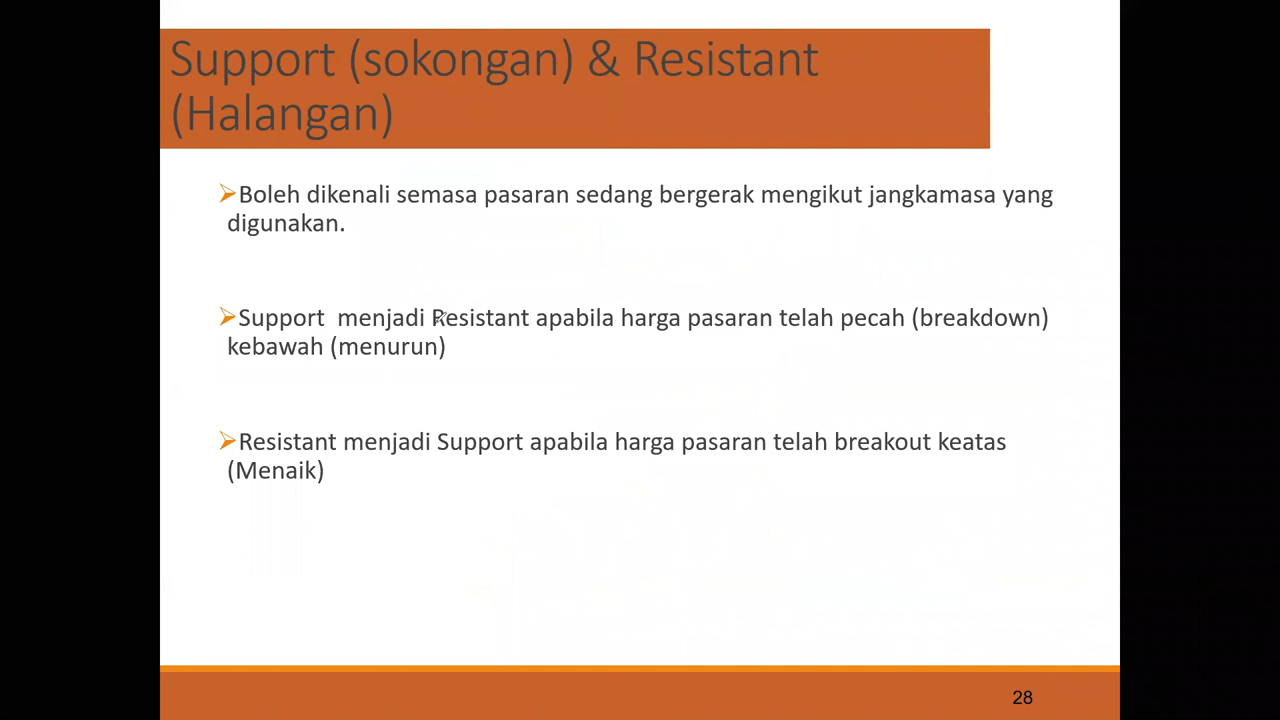 Support (sokongan) & Resistant
(Halangan)
Boleh dikenali semasa pasaran sedang bergerak mengikut jangkamasa yang
digunakan.
Support menjadi Resistant apabila harga pasaran telah pecah (breakdown)
kebawah (menurun)
Resistant menjadi Support apabila harga pasaran telah breakout keatas
(Menaik)
28